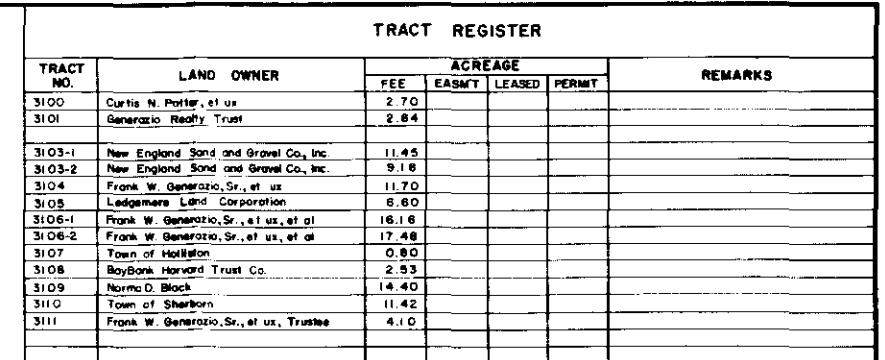 TRACT REGISTER
TRACT NO. LAND OWNER ACREAGE REMARKS
FEE EASM'T LEASED PERMIT
3100 Curtis N. Potter, et ux 2.70
3101 Generazio Realty Trust 2.84
3103-1 New England Sand and Gravel Co., Inc. 11.45
3103-2 New England Sand and Gravel Co., Inc. 9.18
3104 Frank W. Generazio, Sr., et ux 11.70
3105 Ledgemere Land Corporation 6.60
3106-1 Frank W. Generazio, Sr., et ux, et al 16.16
3106-2 Frank W. Generazio, Sr., et ux, et al 17.48
3107 Town of Holliston 0.80
3108 BayBank Harvard Trust Co. 2.53
3109 Norma D. Black 14.40
3110 Town of Sherborn 11.42
3111 Frank W. Generazio, Sr., et ux, Trustee 4.10